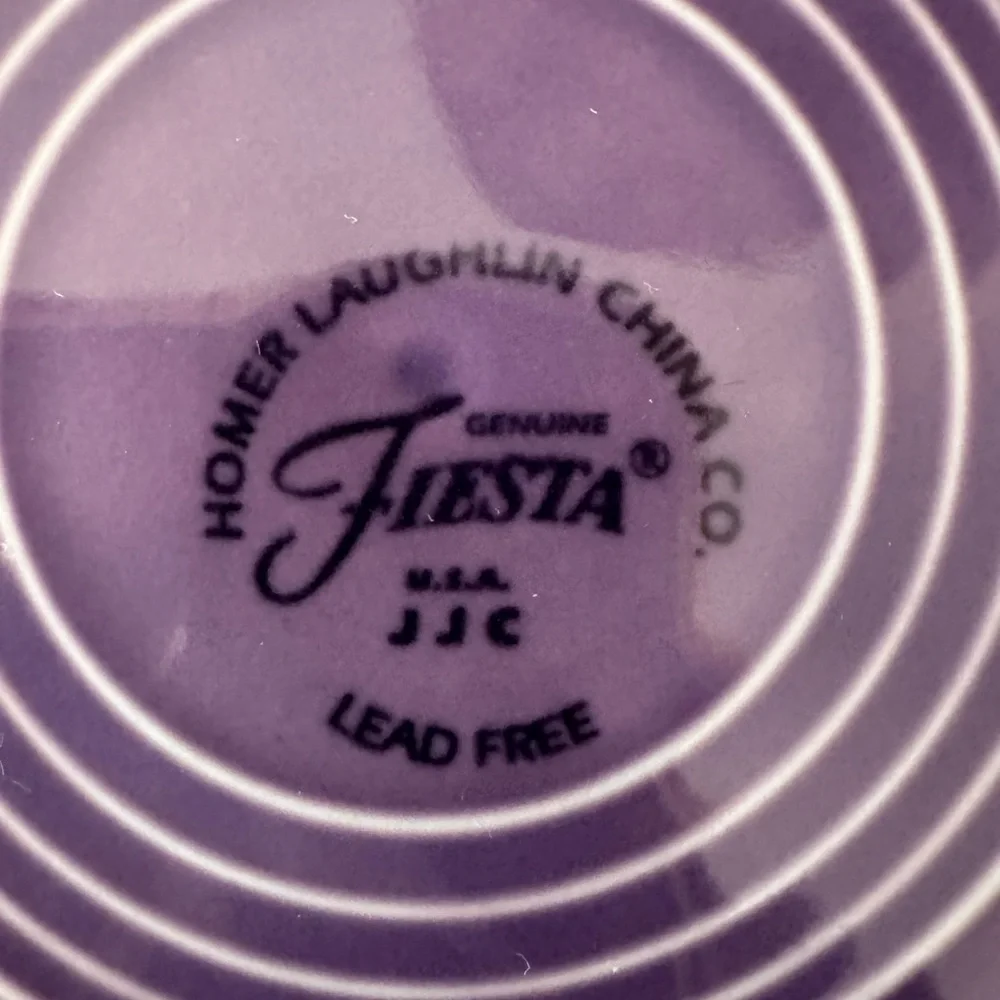 HOMER LAUGHLIN CHINA CO.
GENUINE
FIESTA®
U.S.A.
JJC
LEAD FREE